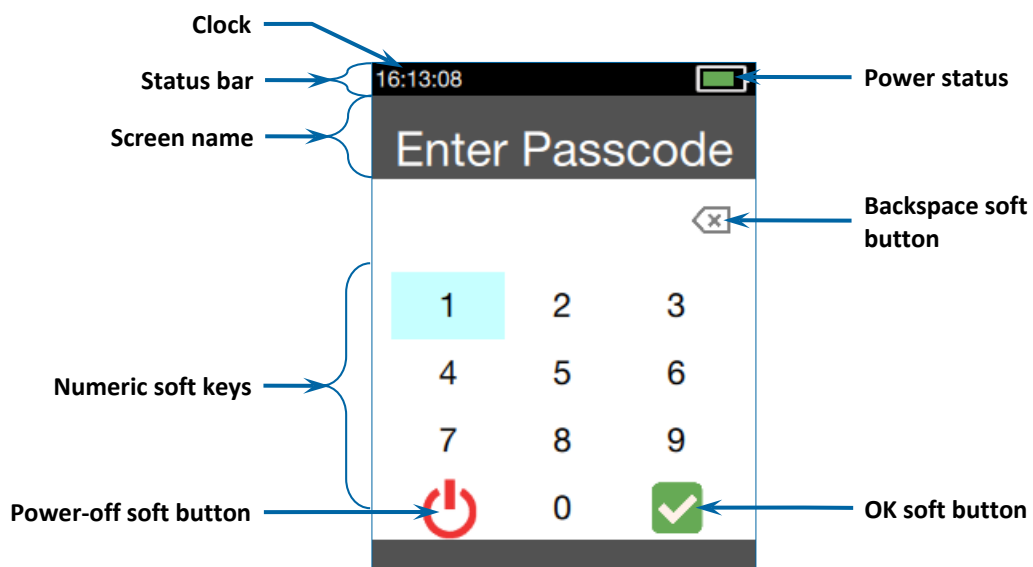 Clock
Status bar
16:13:08
Power status
Screen name
Enter Passcode
Backspace soft
button
1 2 3
4 5 6
Numeric soft keys
7 8 9
Power-off soft button
0
OK soft button